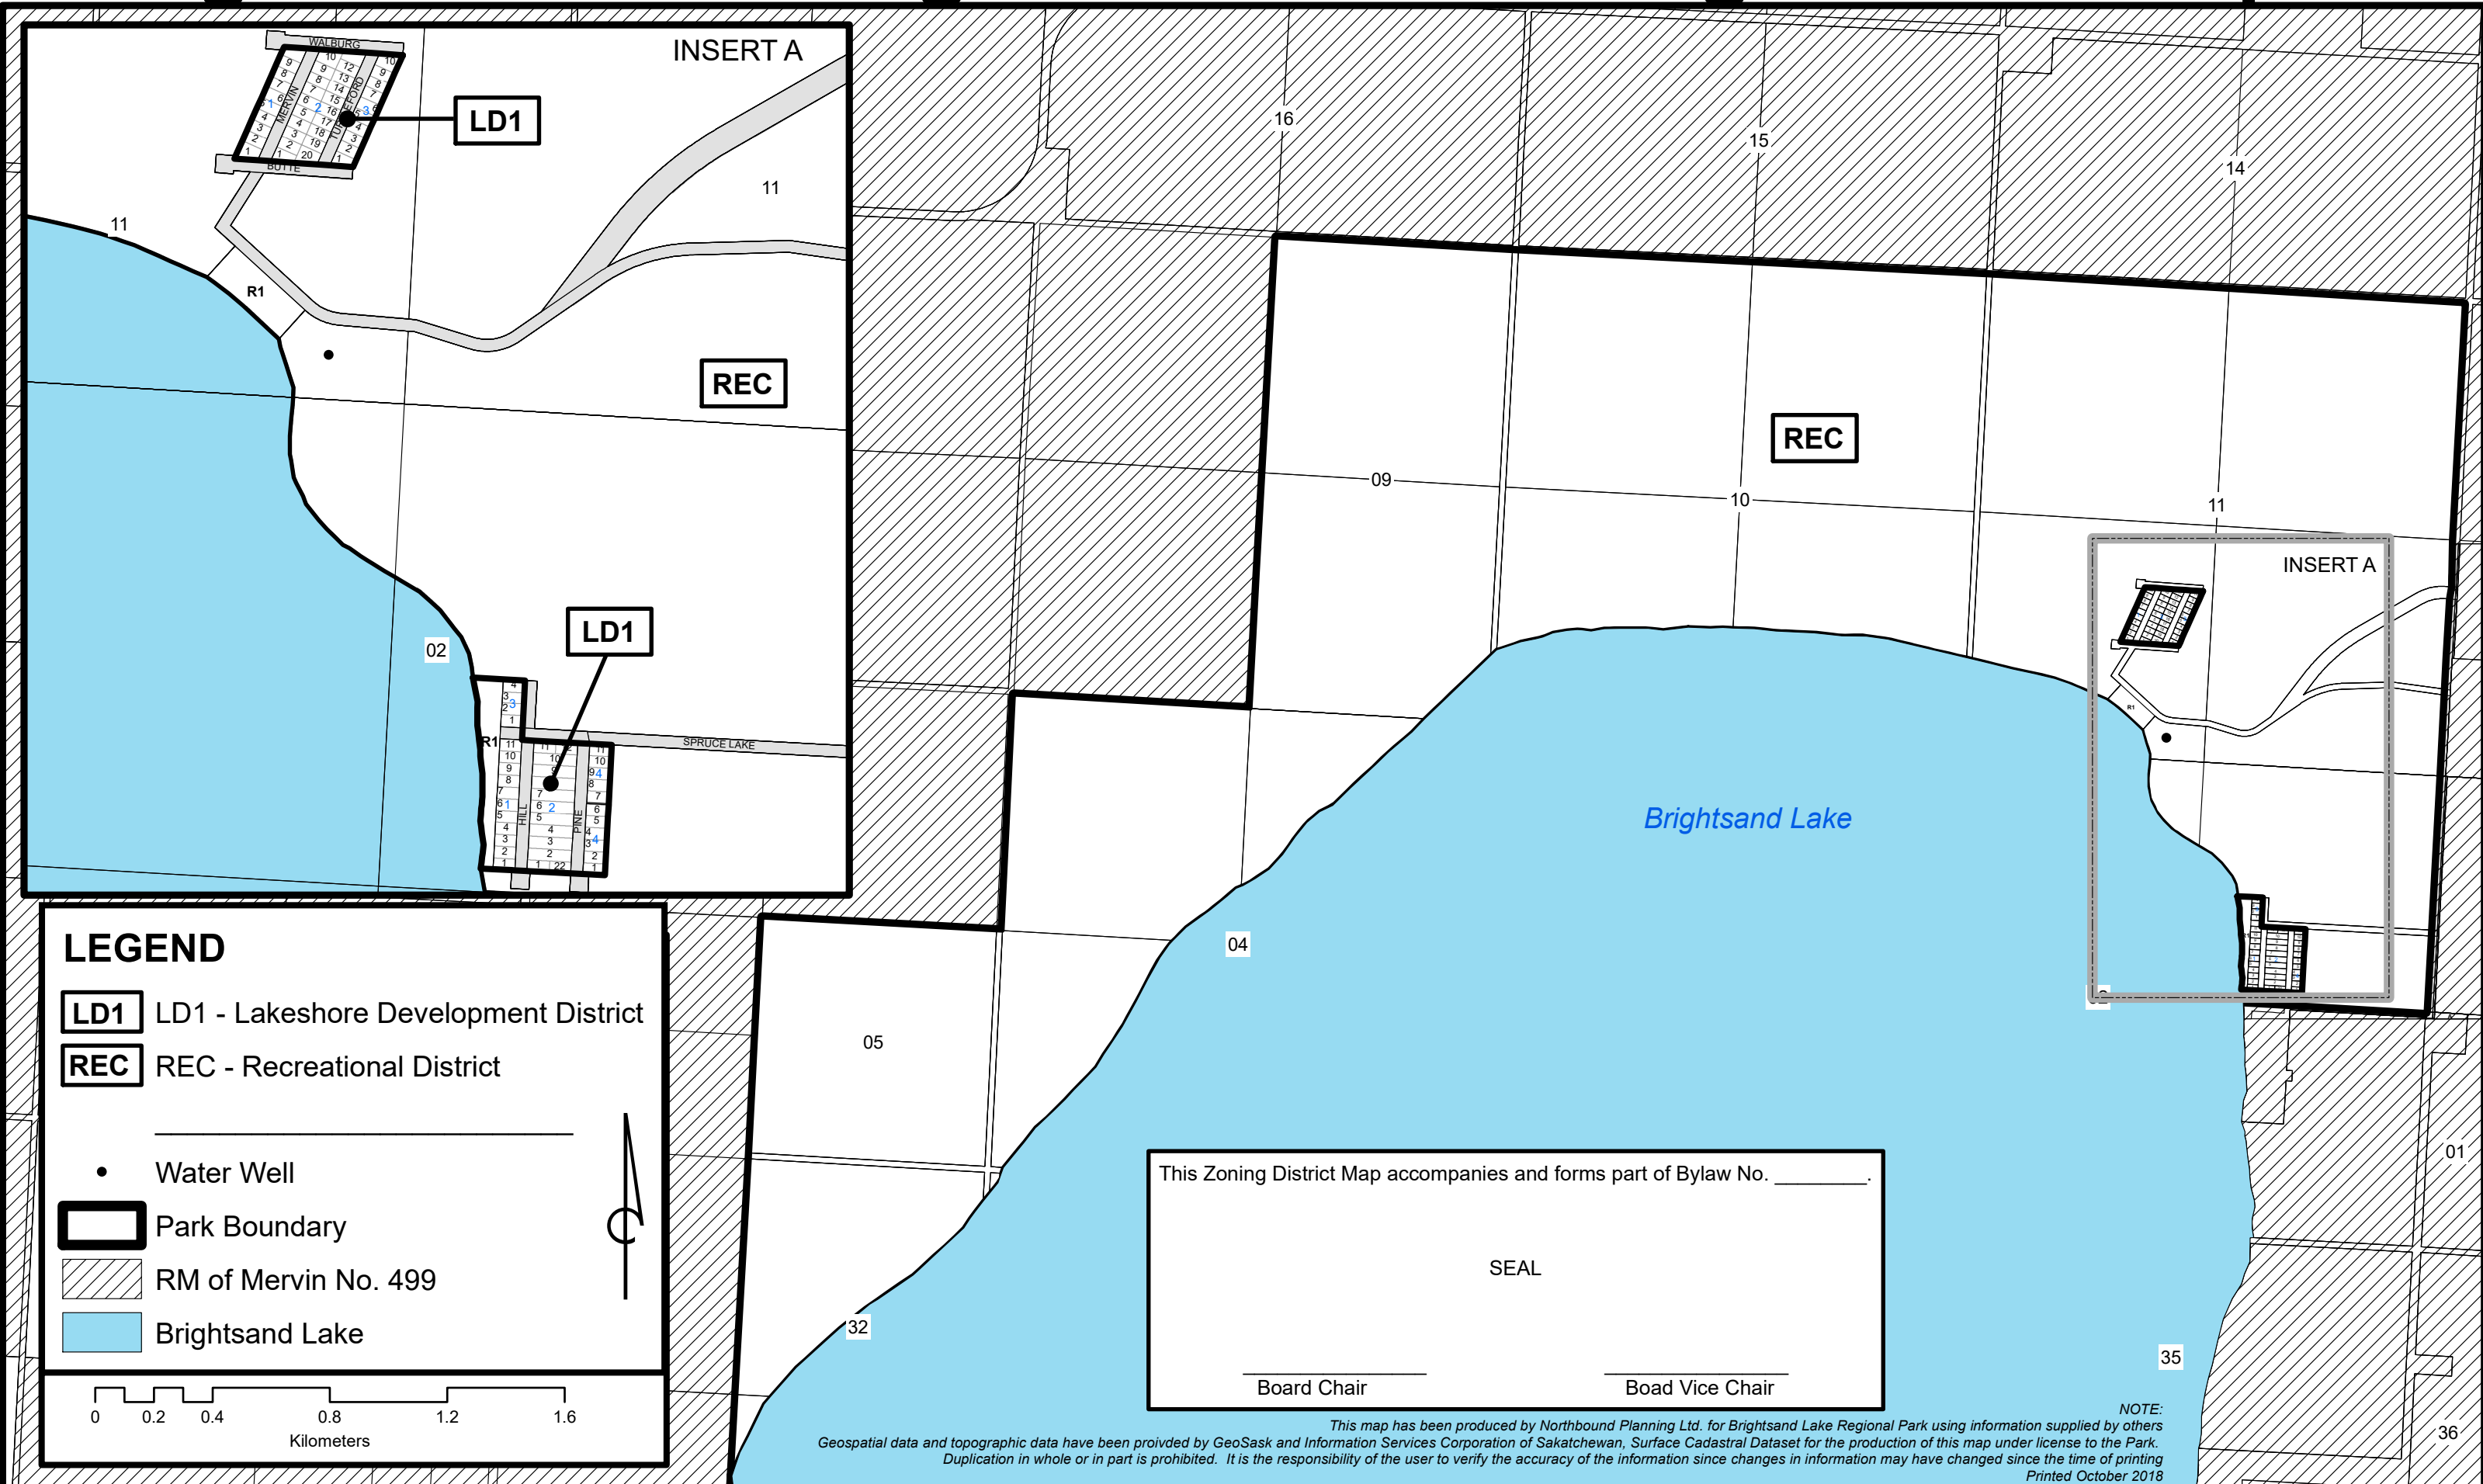 INSERT A
WALBURG
MERVIN
BUTTE
LD1
11
11
R1
REC
LD1
02
R1
SPRUCE LAKE
HILL
PINE
16
15
14
REC
09
10
11
INSERT A
R1
Brightsand Lake
04
05
32
01
35
36
LEGEND
LD1 LD1 - Lakeshore Development District
REC REC - Recreational District
Water Well
Park Boundary
RM of Mervin No. 499
Brightsand Lake
0 0.2 0.4 0.8 1.2 1.6
Kilometers
This Zoning District Map accompanies and forms part of Bylaw No. ________.
SEAL
Board Chair Boad Vice Chair
NOTE:
This map has been produced by Northbound Planning Ltd. for Brightsand Lake Regional Park using information supplied by others
Geospatial data and topographic data have been proivded by GeoSask and Information Services Corporation of Sakatchewan, Surface Cadastral Dataset for the production of this map under license to the Park.
Duplication in whole or in part is prohibited. It is the responsibility of the user to verify the accuracy of the information since changes in information may have changed since the time of printing
Printed October 2018